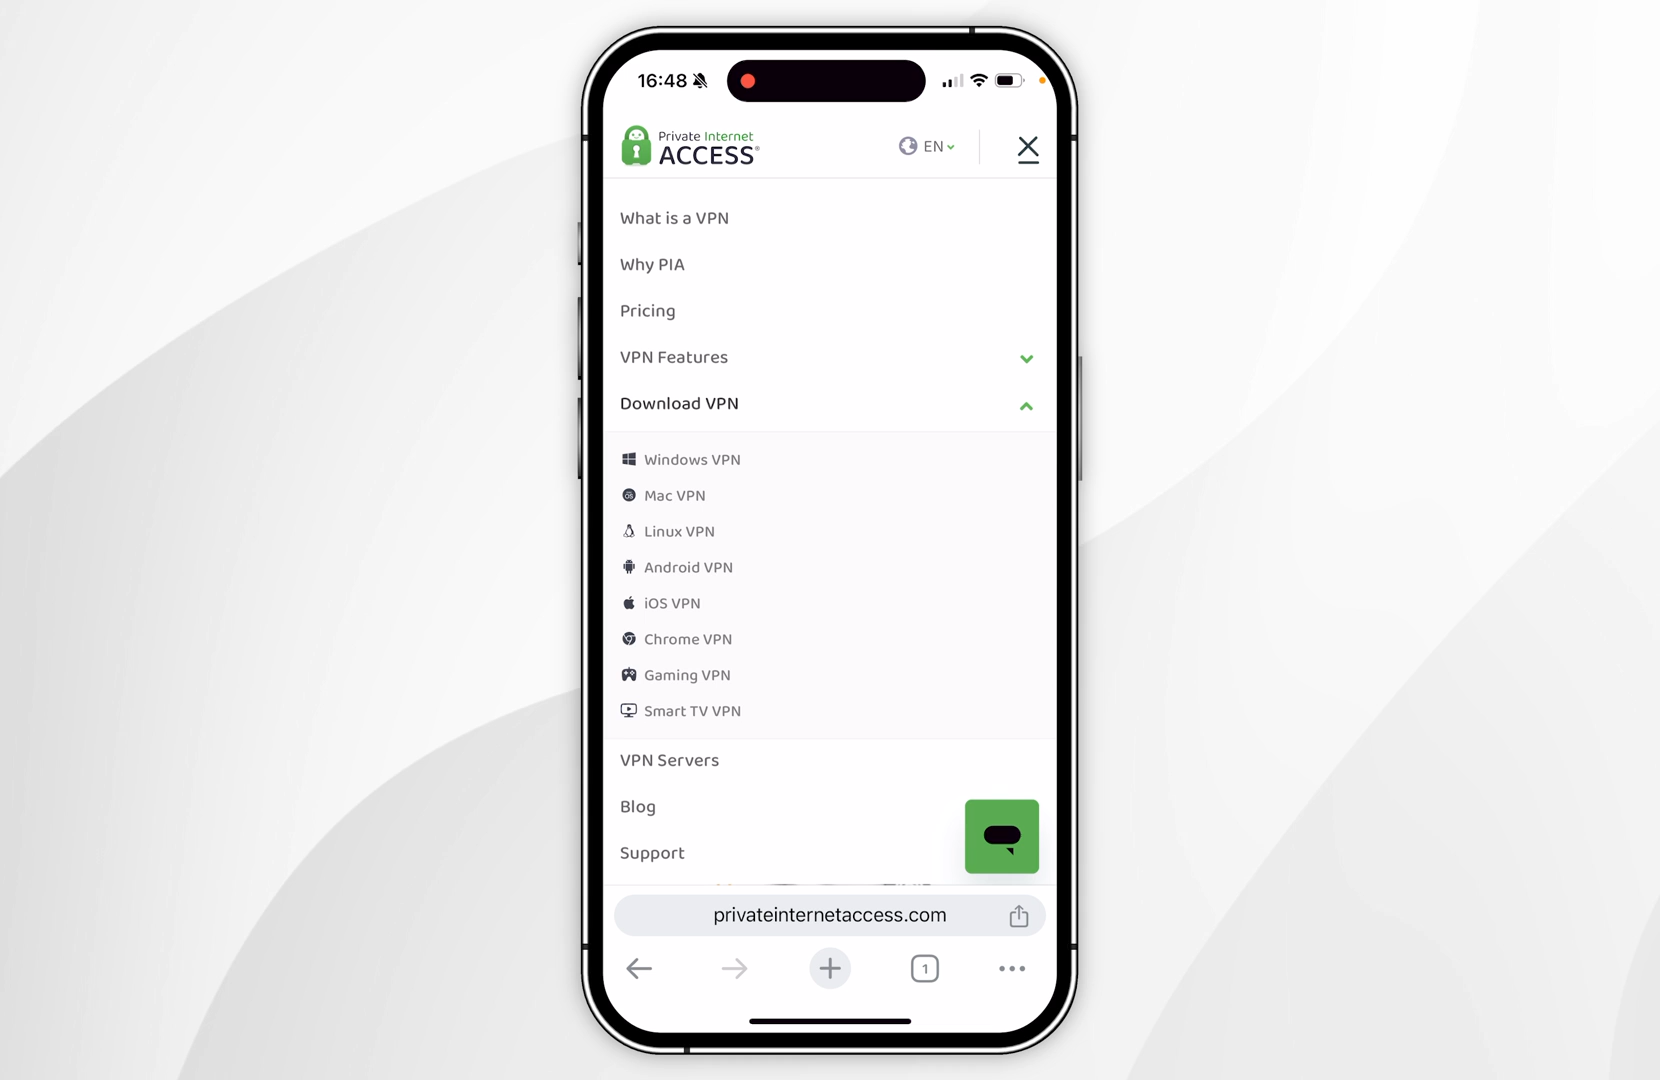 16:48
Private Internet
ACCESS®
EN
What is a VPN
Why PIA
Pricing
VPN Features
Download VPN
Windows VPN
Mac VPN
Linux VPN
Android VPN
iOS VPN
Chrome VPN
Gaming VPN
Smart TV VPN
VPN Servers
Blog
Support
privateinternetaccess.com
1